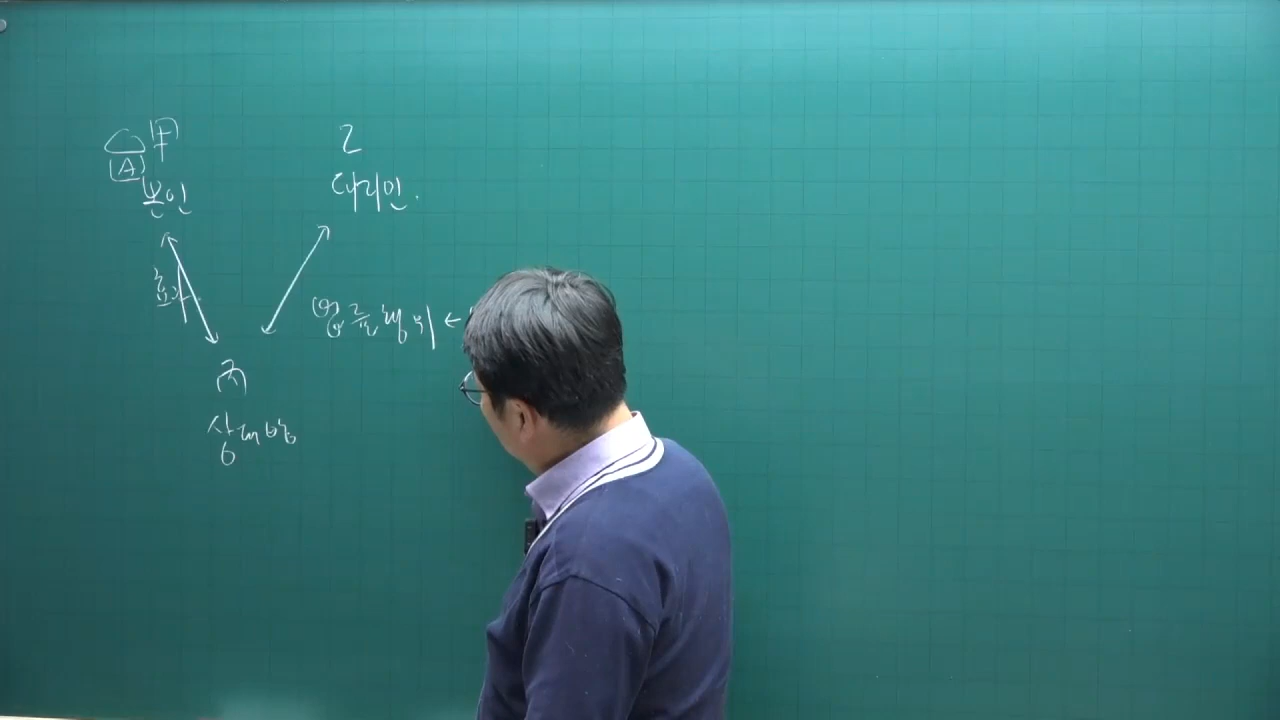 甲 乙
A
본인 대리인.
효과
법률행위 ←
丙
상대방